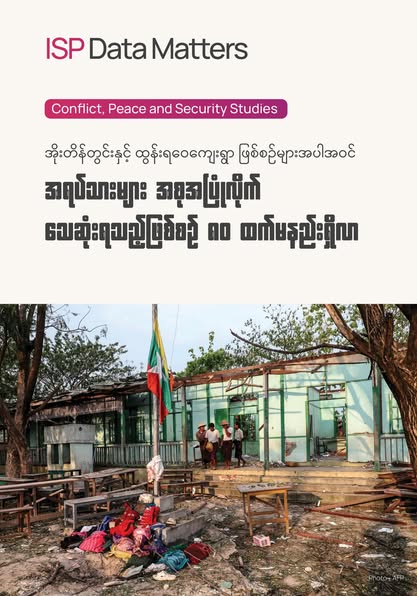 ISP Data Matters
Conflict, Peace and Security Studies
အိုးတိန်တွင်းနှင့် ထွန်းရဝေကျေးရွာ ဖြစ်စဉ်များအပါအဝင်
အရပ်သားများ အစုအပြုံလိုက်
သေဆုံးရသည့်ဖြစ်စဉ် ၈၀ ထက်မနည်းရှိလာ
Photo - AFP